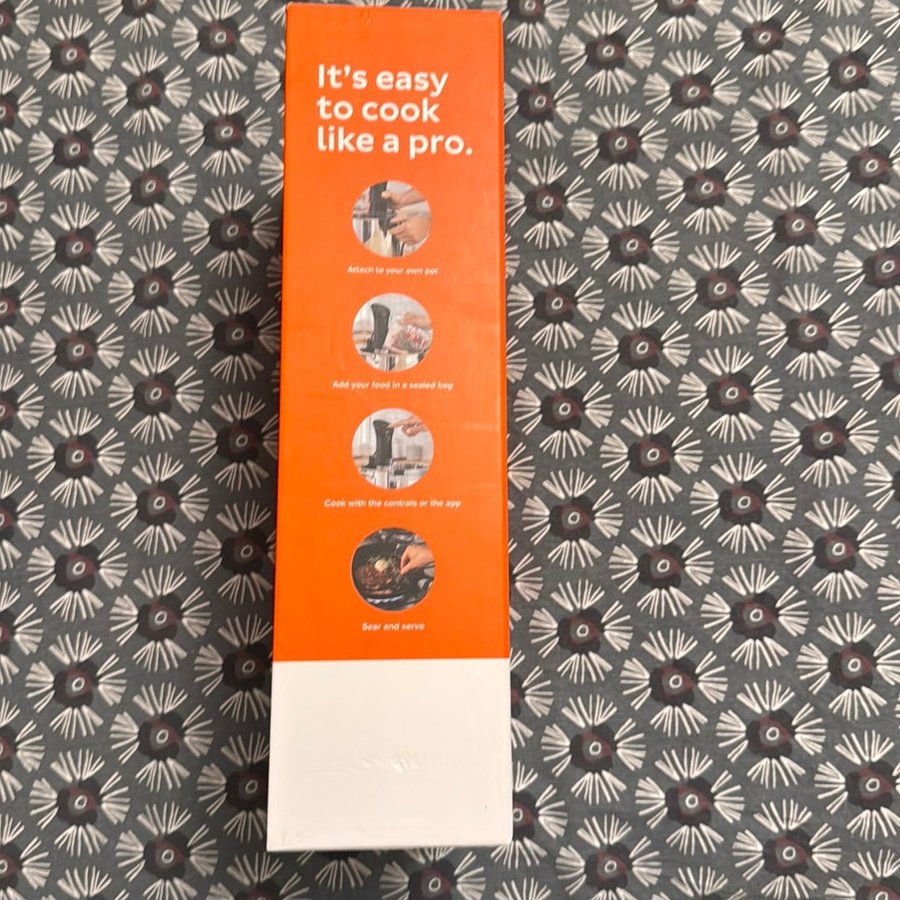 It's easy
to cook
like a pro.
Attach to your own pot
Add your food in a sealed bag
Cook with the controls or the app
Sear and serve